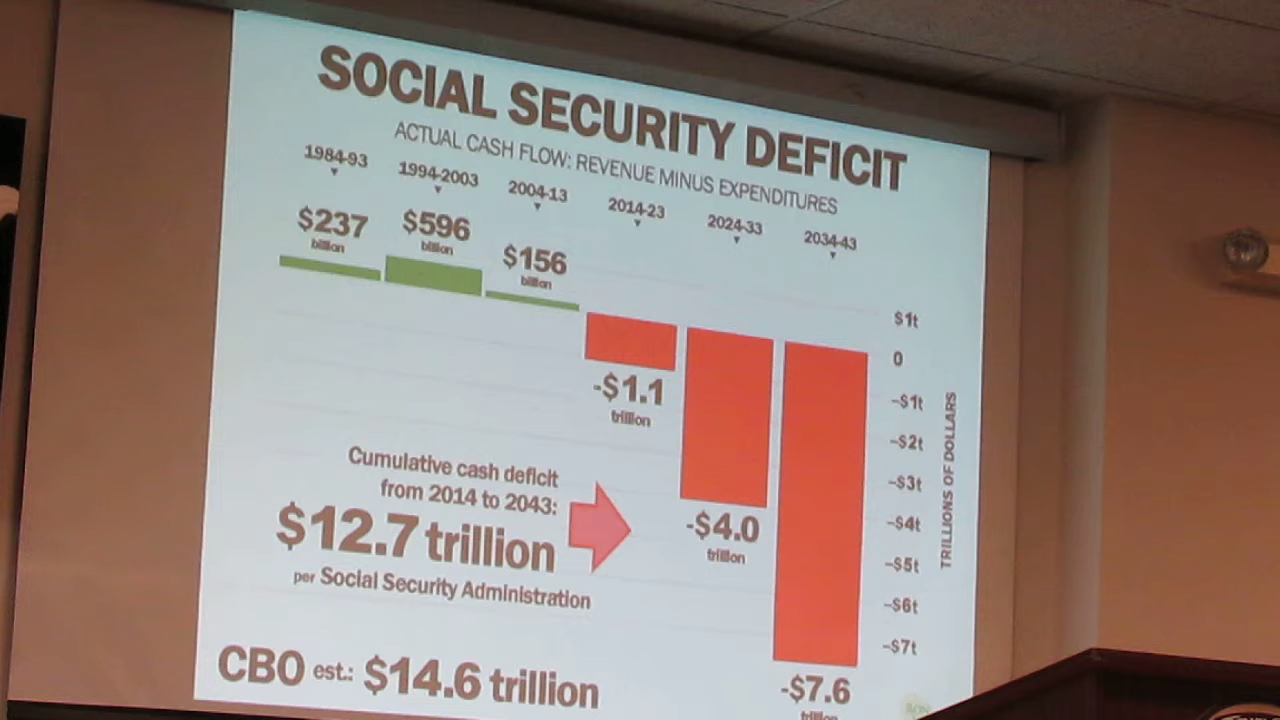 SOCIAL SECURITY DEFICIT
ACTUAL CASH FLOW: REVENUE MINUS EXPENDITURES
1984-93
1994-2003
2004-13
2014-23
2024-33
2034-43
$237
billion
$596
billion
$156
billion
$1t
0
-$1t
-$2t
-$3t
-$4t
-$5t
-$6t
-$7t
TRILLIONS OF DOLLARS
-$1.1
trillion
-$4.0
trillion
-$7.6
trillion
Cumulative cash deficit
from 2014 to 2043:
$12.7 trillion
per Social Security Administration
CBO est.: $14.6 trillion